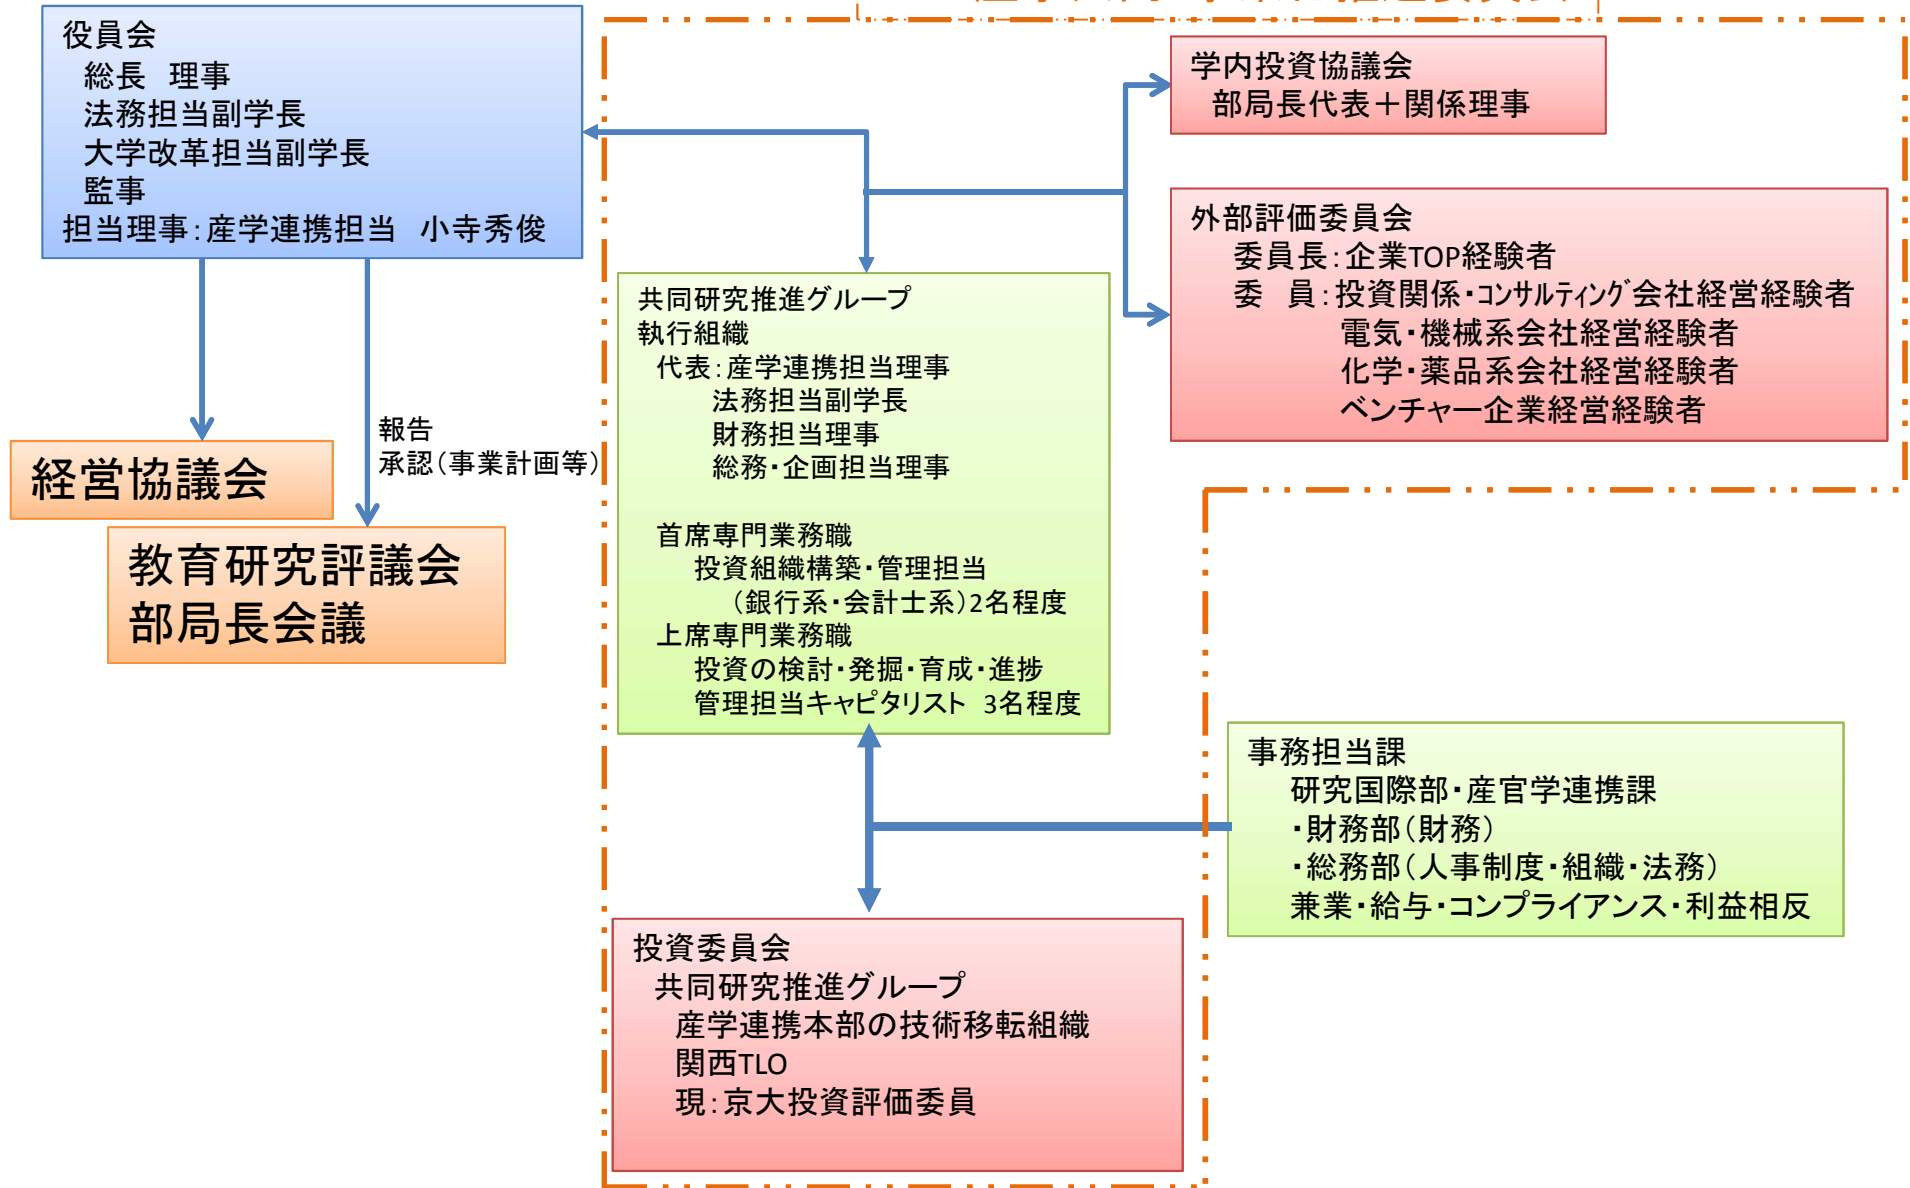 役員会
総長　理事
法務担当副学長
大学改革担当副学長
監事
担当理事：産学連携担当　小寺秀俊
学内投資協議会
部局長代表＋関係理事
外部評価委員会
委員長：企業TOP経験者
委　員：投資関係・ｺﾝｻﾙﾃｨﾝｸﾞ会社経営経験者
電気・機械系会社経営経験者
化学・薬品系会社経営経験者
ベンチャー企業経営経験者
共同研究推進グループ
執行組織
代表：産学連携担当理事
法務担当副学長
財務担当理事
総務・企画担当理事
首席専門業務職
投資組織構築・管理担当
（銀行系・会計士系）2名程度
上席専門業務職
投資の検討・発掘・育成・進捗
管理担当キャピタリスト　3名程度
報告
承認（事業計画等）
経営協議会
教育研究評議会
部局長会議
事務担当課
研究国際部・産官学連携課
・財務部（財務）
・総務部（人事制度・組織・法務）
兼業・給与・コンプライアンス・利益相反
投資委員会
共同研究推進グループ
産学連携本部の技術移転組織
関西TLO
現：京大投資評価委員